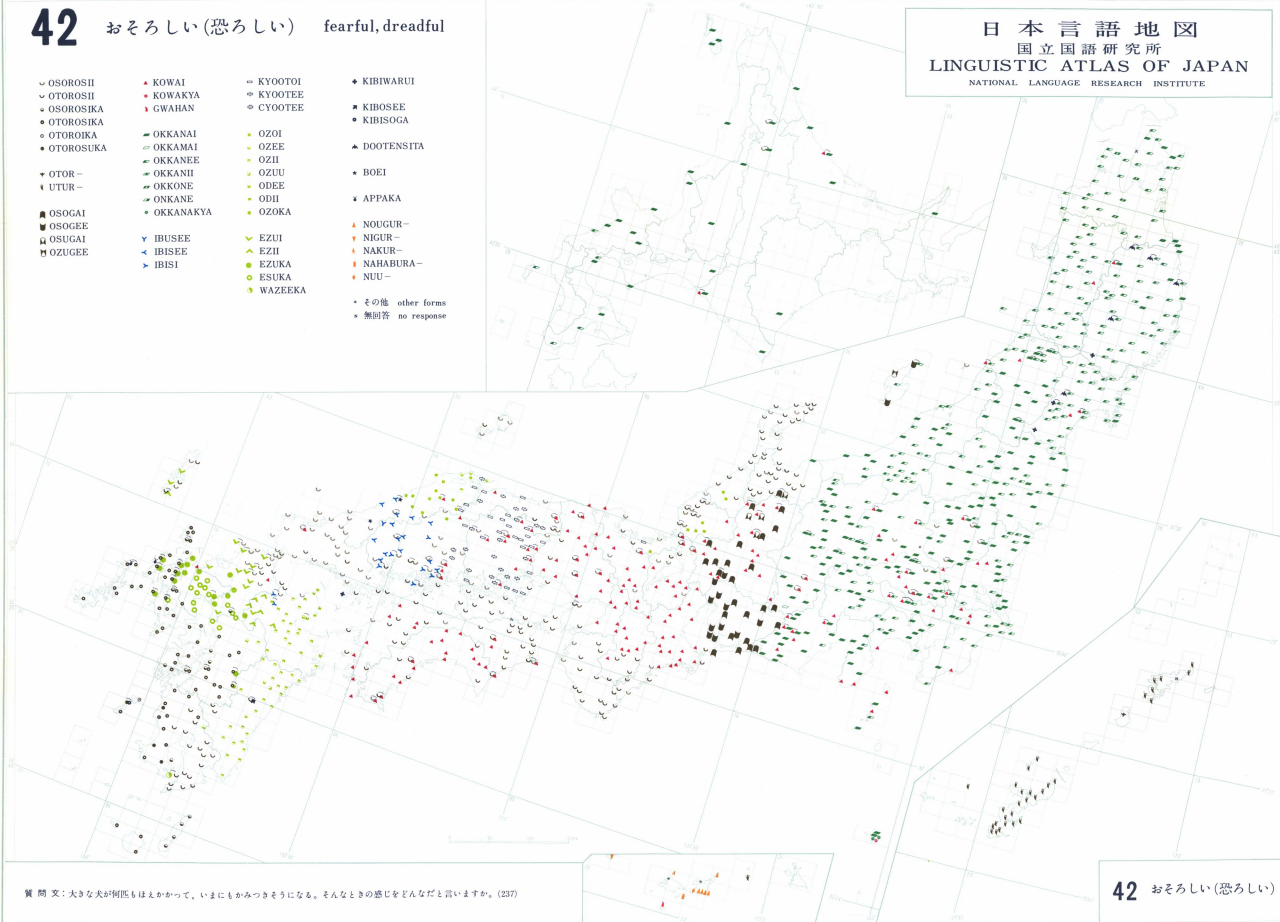 42 おそろしい(恐ろしい) fearful, dreadful
日本言語地図
国立国語研究所
LINGUISTIC ATLAS OF JAPAN
NATIONAL LANGUAGE RESEARCH INSTITUTE
OSOROSII
OTOROSII
OSOROSIKA
OTOROSIKA
OTOROIKA
OTOROSUKA
OTOR−
UTUR−
OSOGAI
OSOGEE
OSUGAI
OZUGEE
KOWAI
KOWAKYA
GWAHAN
OKKANAI
OKKAMAI
OKKANEE
OKKANII
OKKONE
ONKANE
OKKANAKYA
IBUSEE
IBISEE
IBISI
KYOOTOI
KYOOTEE
CYOOTEE
OZOI
OZEE
OZII
OZUU
ODEE
ODII
OZOKA
EZUI
EZII
EZUKA
ESUKA
WAZEEKA
KIBIWARUI
KIBOSEE
KIBISOGA
DOOTENSITA
BOEI
APPAKA
NOUGUR−
NIGUR−
NAKUR−
NAHABURA−
NUU−
その他 other forms
無回答 no response
質問文:大きな犬が何匹もほえかかって,いまにもかみつきそうになる。そんなときの感じをどんなだと言いますか。(237)
42 おそろしい(恐ろしい)